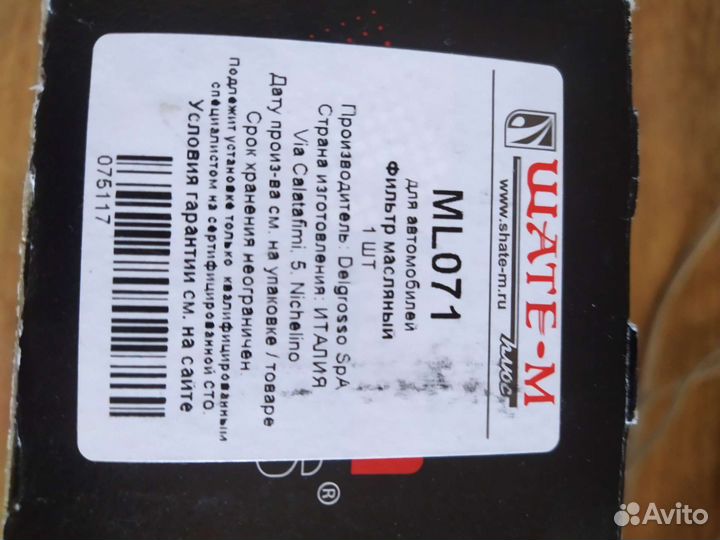 ШАТЕ-М
плюс
www.shate-m.ru
ML071
для автомобилей
фильтр масляный
1 шт
Производитель: Delgrosso SpA
Страна изготовления: ИТАЛИЯ
Via Calatafimi, 5, Nichelino
Дату произ-ва см. на упаковке / товаре
Срок хранения неограничен
Подлежит установке только квалифицированным
специалистом на сертифицированной сто.
Условия гарантии см. на сайте
075117
®
Avito